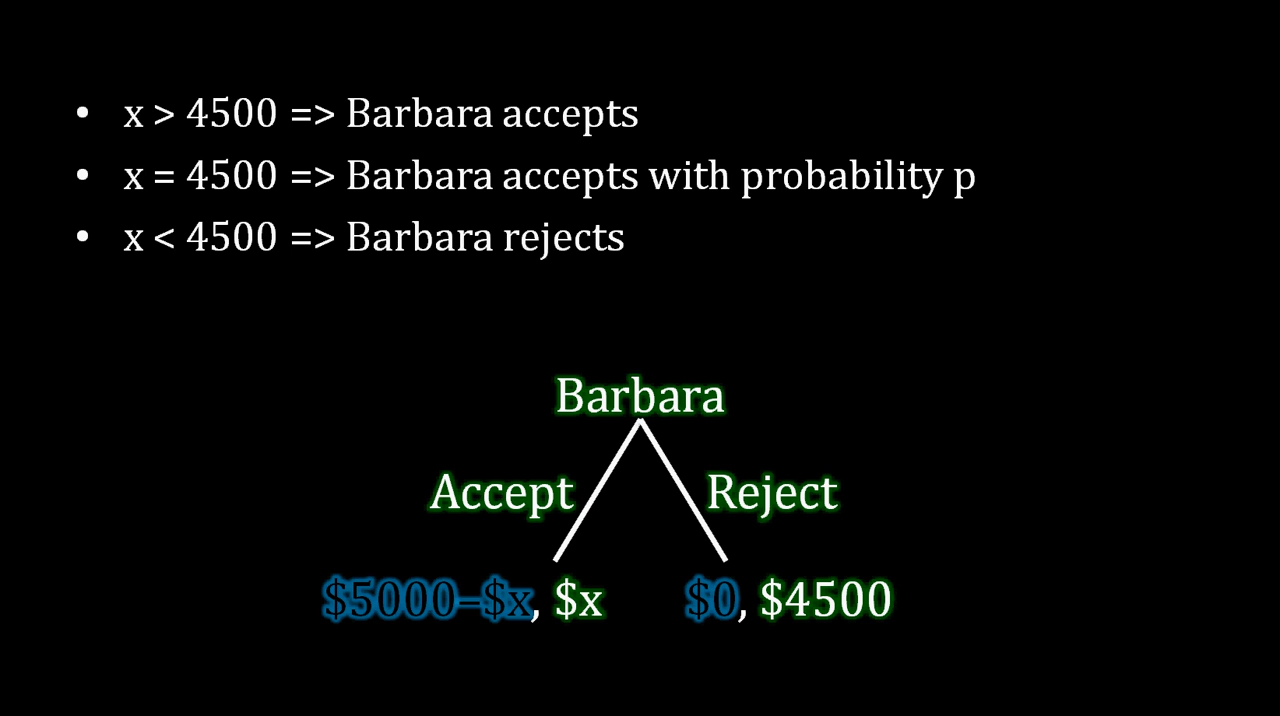 • x > 4500 => Barbara accepts
• x = 4500 => Barbara accepts with probability p
• x < 4500 => Barbara rejects
Barbara
Accept Reject
$5000–$x, $x $0, $4500